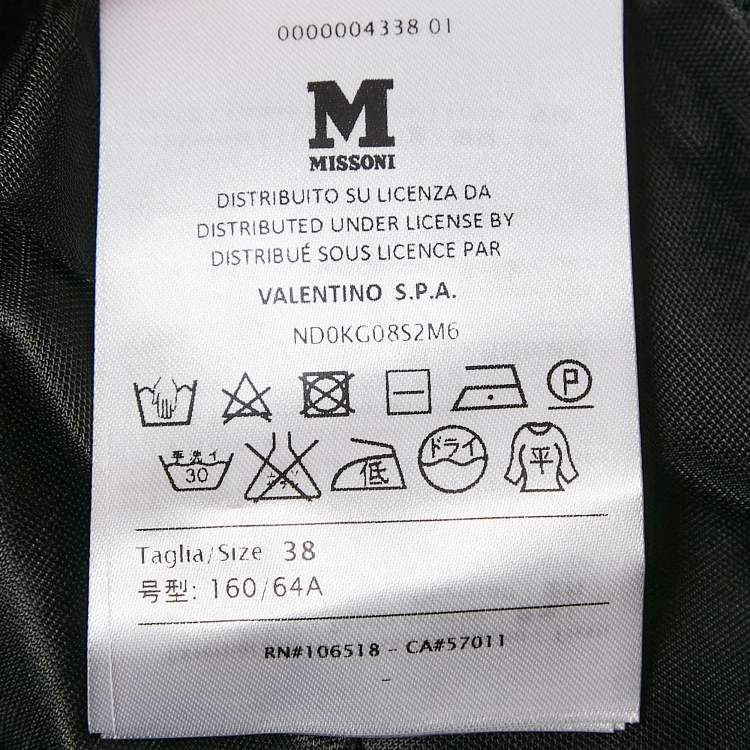 0000004338 01
M
MISSONI
DISTRIBUITO SU LICENZA DA
DISTRIBUTED UNDER LICENSE BY
DISTRIBUÉ SOUS LICENCE PAR
VALENTINO S.P.A.
ND0KG08S2M6
P
手洗イ
30
低
ドライ
平
Taglia/Size 38
号型: 160/64A
RN#106518 - CA#57011
-